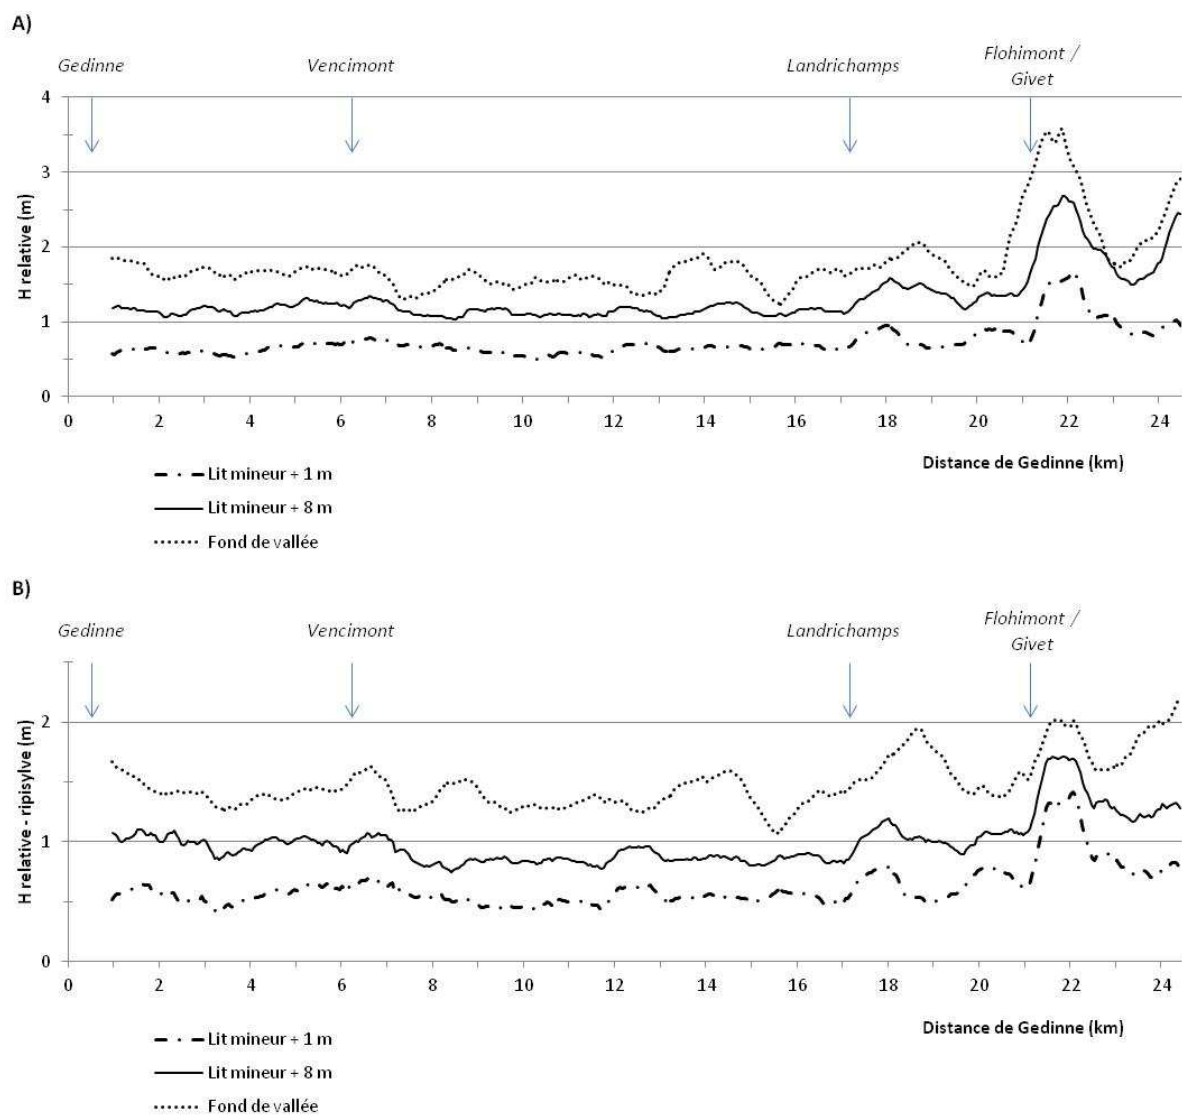 A)
Gedinne
Vencimont
Landrichamps
Flohimont /
Givet
H relative (m)
4
3
2
1
0
0 2 4 6 8 10 12 14 16 18 20 22 24
Distance de Gedinne (km)
Lit mineur + 1 m
Lit mineur + 8 m
Fond de vallée
B)
Gedinne
Vencimont
Landrichamps
Flohimont /
Givet
H relative - ripisylve (m)
2
1
0
0 2 4 6 8 10 12 14 16 18 20 22 24
Distance de Gedinne (km)
Lit mineur + 1 m
Lit mineur + 8 m
Fond de vallée